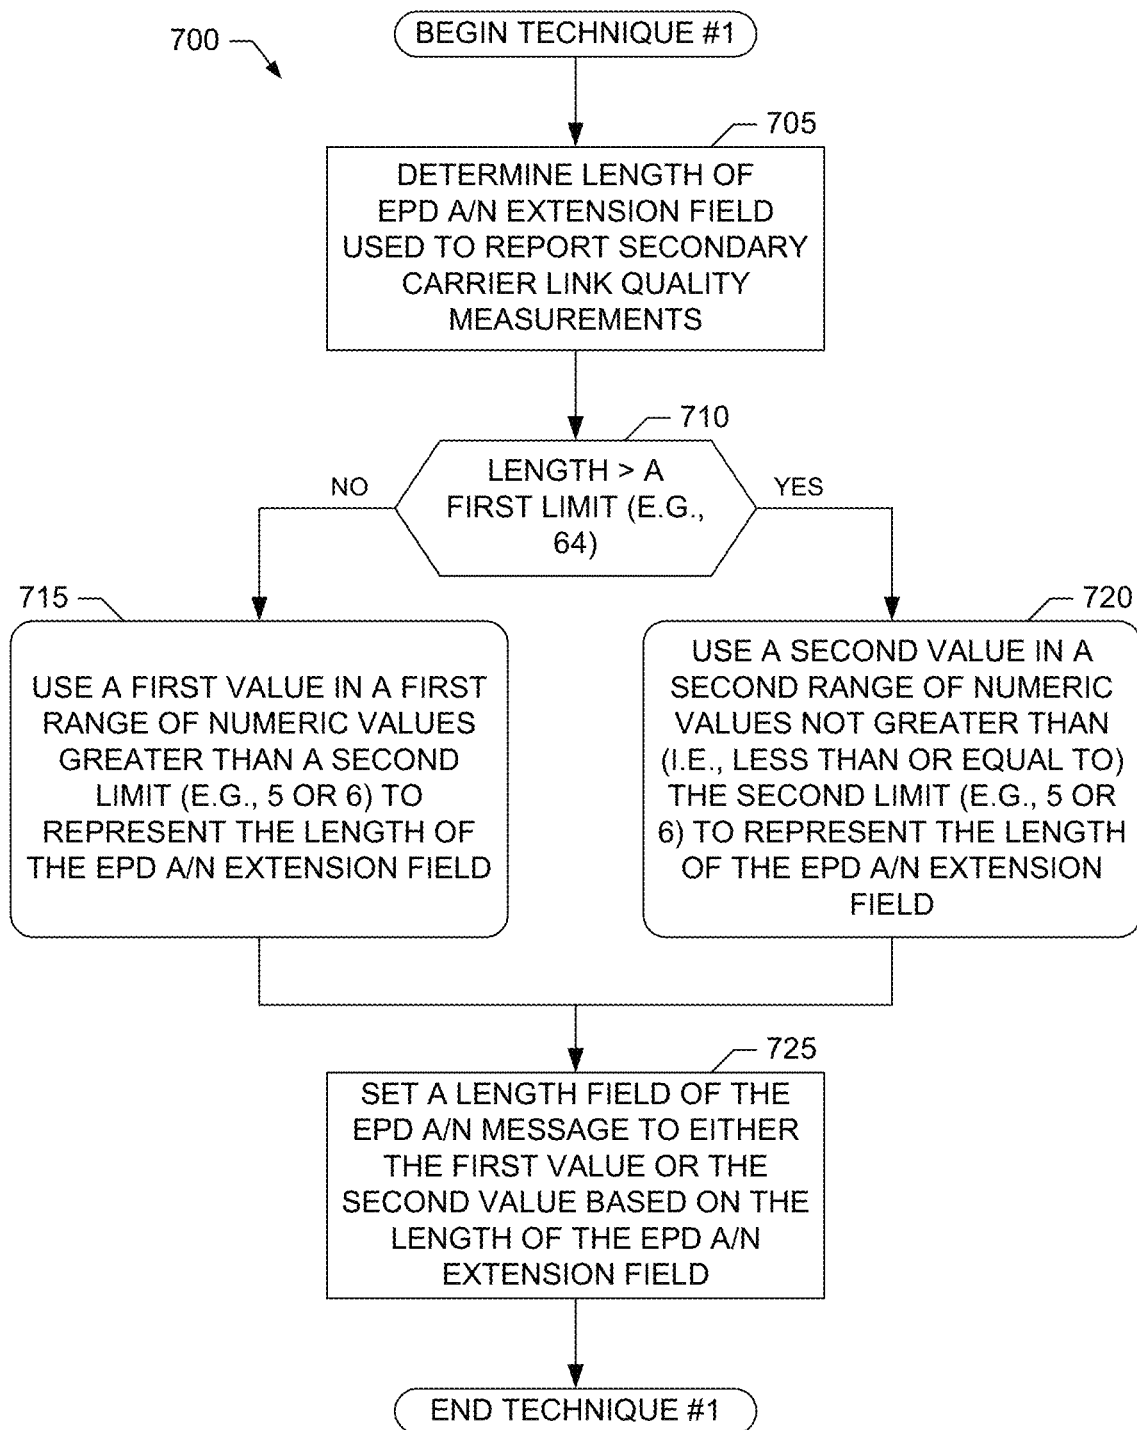 700
BEGIN TECHNIQUE #1
705
DETERMINE LENGTH OF
EPD A/N EXTENSION FIELD
USED TO REPORT SECONDARY
CARRIER LINK QUALITY
MEASUREMENTS
710
LENGTH > A
FIRST LIMIT (E.G.,
64)
NO
YES
715
USE A FIRST VALUE IN A FIRST
RANGE OF NUMERIC VALUES
GREATER THAN A SECOND
LIMIT (E.G., 5 OR 6) TO
REPRESENT THE LENGTH OF
THE EPD A/N EXTENSION FIELD
720
USE A SECOND VALUE IN A
SECOND RANGE OF NUMERIC
VALUES NOT GREATER THAN
(I.E., LESS THAN OR EQUAL TO)
THE SECOND LIMIT (E.G., 5 OR
6) TO REPRESENT THE LENGTH
OF THE EPD A/N EXTENSION
FIELD
725
SET A LENGTH FIELD OF THE
EPD A/N MESSAGE TO EITHER
THE FIRST VALUE OR THE
SECOND VALUE BASED ON THE
LENGTH OF THE EPD A/N
EXTENSION FIELD
END TECHNIQUE #1